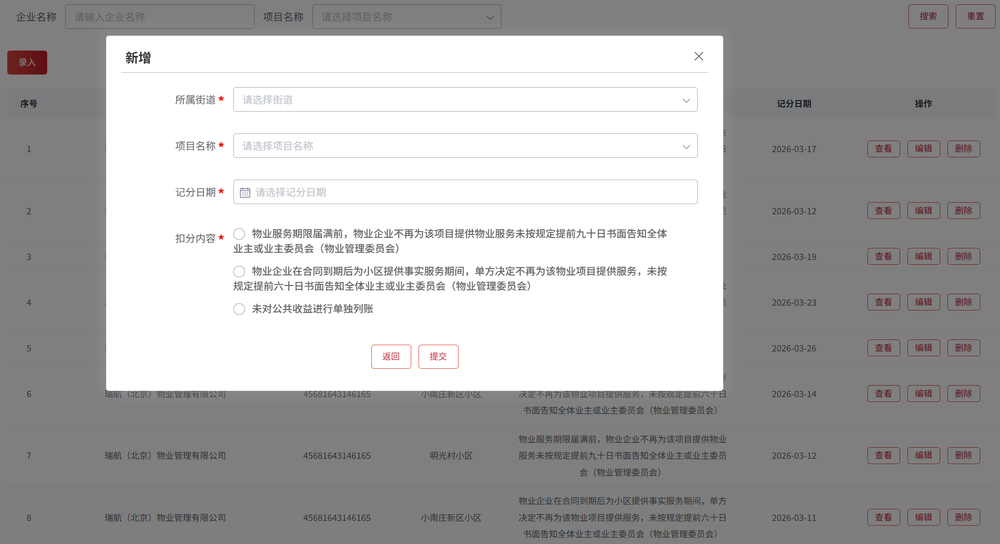 企业名称 请输入企业名称 项目名称 请选择项目名称 搜索 重置
录入
新增
序号 记分日期 操作
所属街道 * 请选择街道
项目名称 * 请选择项目名称
记分日期 * 请选择记分日期
扣分内容 * 物业服务期限届满前，物业企业不再为该项目提供物业服务未按规定提前九十日书面告知全体
业主或业主委员会（物业管理委员会）
物业企业在合同到期后为小区提供事实服务期间，单方决定不再为该物业项目提供服务，未按
规定提前六十日书面告知全体业主或业主委员会（物业管理委员会）
未对公共收益进行单独列账
返回 提交
1 2026-03-17 查看 编辑 删除
2 2026-03-12 查看 编辑 删除
3 2026-03-19 查看 编辑 删除
4 2026-03-23 查看 编辑 删除
5 2026-03-26 查看 编辑 删除
6 瑞航（北京）物业管理有限公司 45681643146165 小南庄新区小区 决定不再为该物业项目提供服务，未按规定提前六十日 2026-03-14 查看 编辑 删除
书面告知全体业主或业主委员会（物业管理委员会）
物业服务期限届满前，物业企业不再为该项目提供物业
7 瑞航（北京）物业管理有限公司 45681643146165 明光村小区 服务未按规定提前九十日书面告知全体业主或业主委员 2026-03-12 查看 编辑 删除
会（物业管理委员会）
物业企业在合同到期后为小区提供事实服务期间，单方
8 瑞航（北京）物业管理有限公司 45681643146165 小南庄新区小区 决定不再为该物业项目提供服务，未按规定提前六十日 2026-03-11 查看 编辑 删除
书面告知全体业主或业主委员会（物业管理委员会）